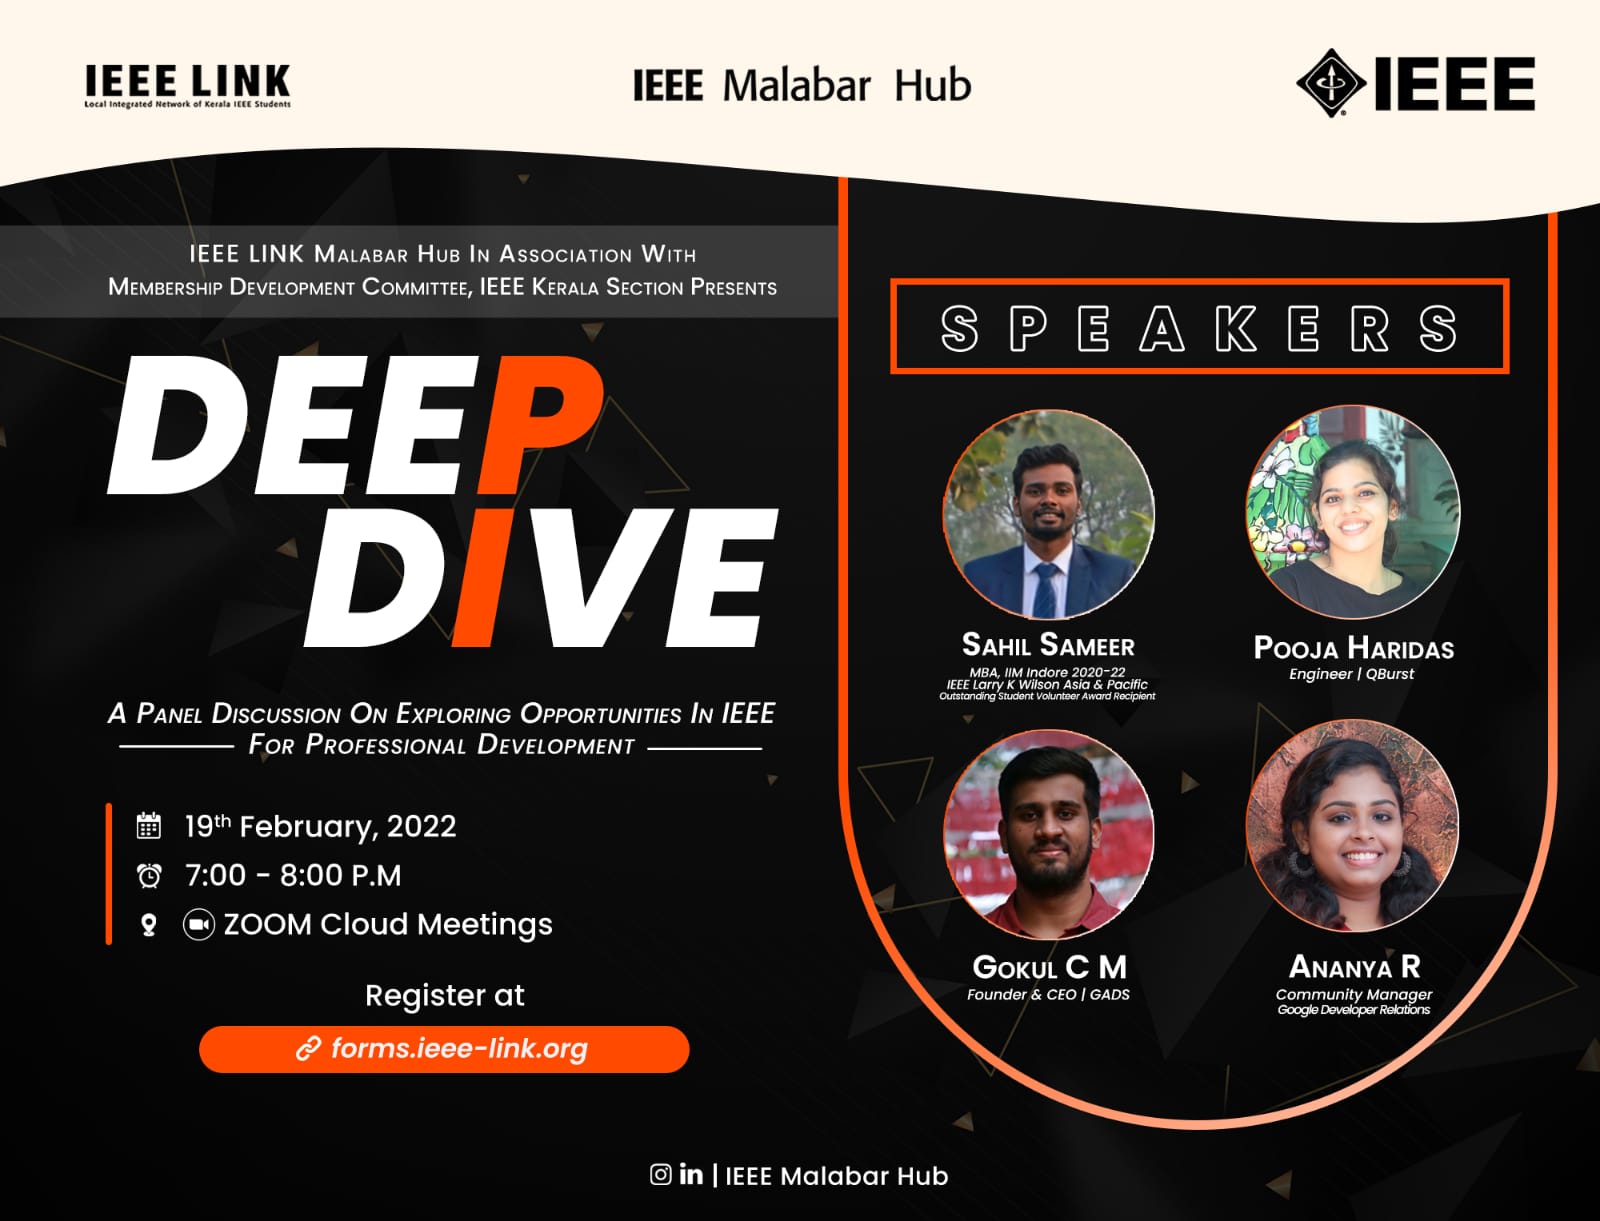 IEEE LINK
Local Integrated Network of Kerala IEEE Students
IEEE Malabar Hub
IEEE
IEEE LINK Malabar Hub In Association With
Membership Development Committee, IEEE Kerala Section Presents
DEEP
DIVE
A Panel Discussion On Exploring Opportunities In IEEE
For Professional Development
19th February, 2022
7:00 - 8:00 P.M
ZOOM Cloud Meetings
Register at
forms.ieee-link.org
SPEAKERS
Sahil Sameer
MBA, IIM Indore 2020-22
IEEE Larry K Wilson Asia & Pacific
Outstanding Student Volunteer Award Recipient
Pooja Haridas
Engineer | QBurst
Gokul C M
Founder & CEO | GADS
Ananya R
Community Manager
Google Developer Relations
in | IEEE Malabar Hub